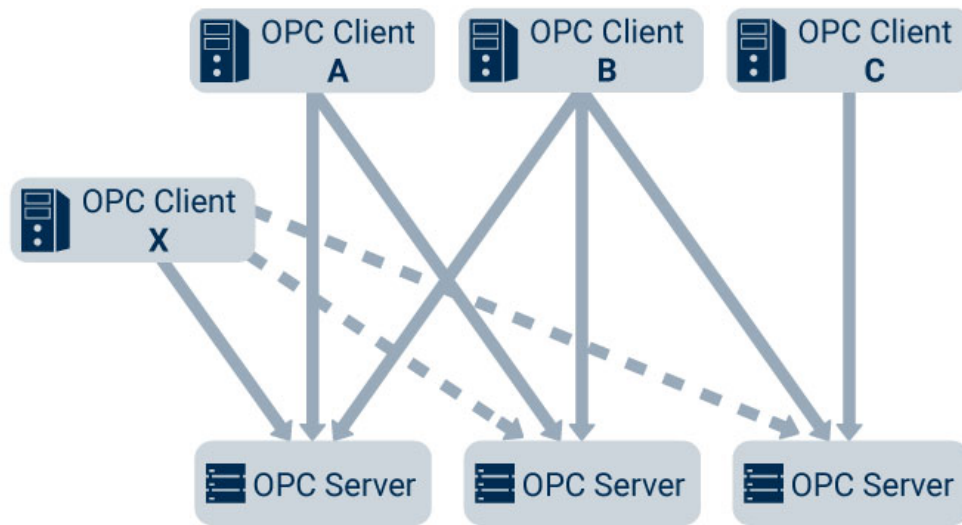 OPC Client
A
OPC Client
B
OPC Client
C
OPC Client
X
OPC Server
OPC Server
OPC Server